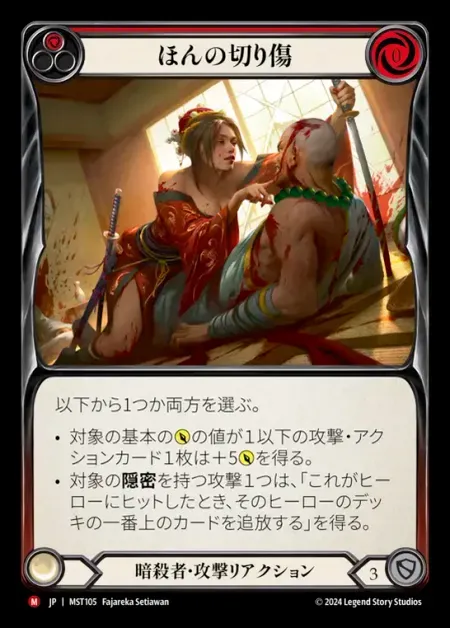 0
ほんの切り傷
以下から1つか両方を選ぶ。
• 対象の基本のの値が1以下の攻撃・アク
ションカード1枚は+5を得る。
• 対象の隠密を持つ攻撃1つは、「これがヒー
ローにヒットしたとき、そのヒーローのデッ
キの一番上のカードを追放する」を得る。
暗殺者・攻撃リアクション
3
M JP | MST105 Fajareka Setiawan
© 2024 Legend Story Studios